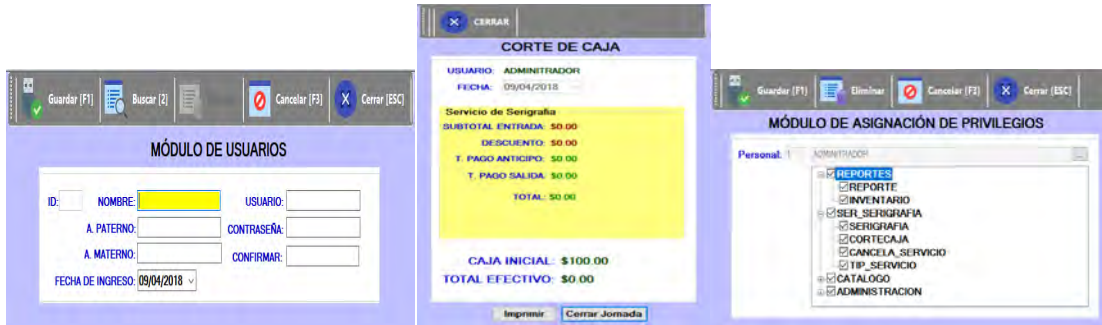 Guardar [F1] Buscar [2] Cancelar [F3] Cerrar [ESC]
MÓDULO DE USUARIOS
ID: NOMBRE: USUARIO:
A. PATERNO: CONTRASEÑA:
A. MATERNO: CONFIRMAR:
FECHA DE INGRESO: 09/04/2018
CERRAR
CORTE DE CAJA
USUARIO: ADMINITRADOR
FECHA: 09/04/2018
Servicio de Serigrafia
SUBTOTAL ENTRADA: $0.00
DESCUENTO: $0.00
T. PAGO ANTICIPO: $0.00
T. PAGO SALIDA: $0.00
TOTAL: $0.00
CAJA INICIAL: $100.00
TOTAL EFECTIVO: $0.00
Imprimir Cerrar Jornada
Guardar [F1] Eliminar Cancelar [F3] Cerrar [ESC]
MÓDULO DE ASIGNACIÓN DE PRIVILEGIOS
Personal: 1 ADMINITRADOR ...
REPORTES
REPORTE
INVENTARIO
SER_SERIGRAFIA
SERIGRAFIA
CORTECAJA
CANCELA_SERVICIO
TIP_SERVICIO
CATALOGO
ADMINISTRACION